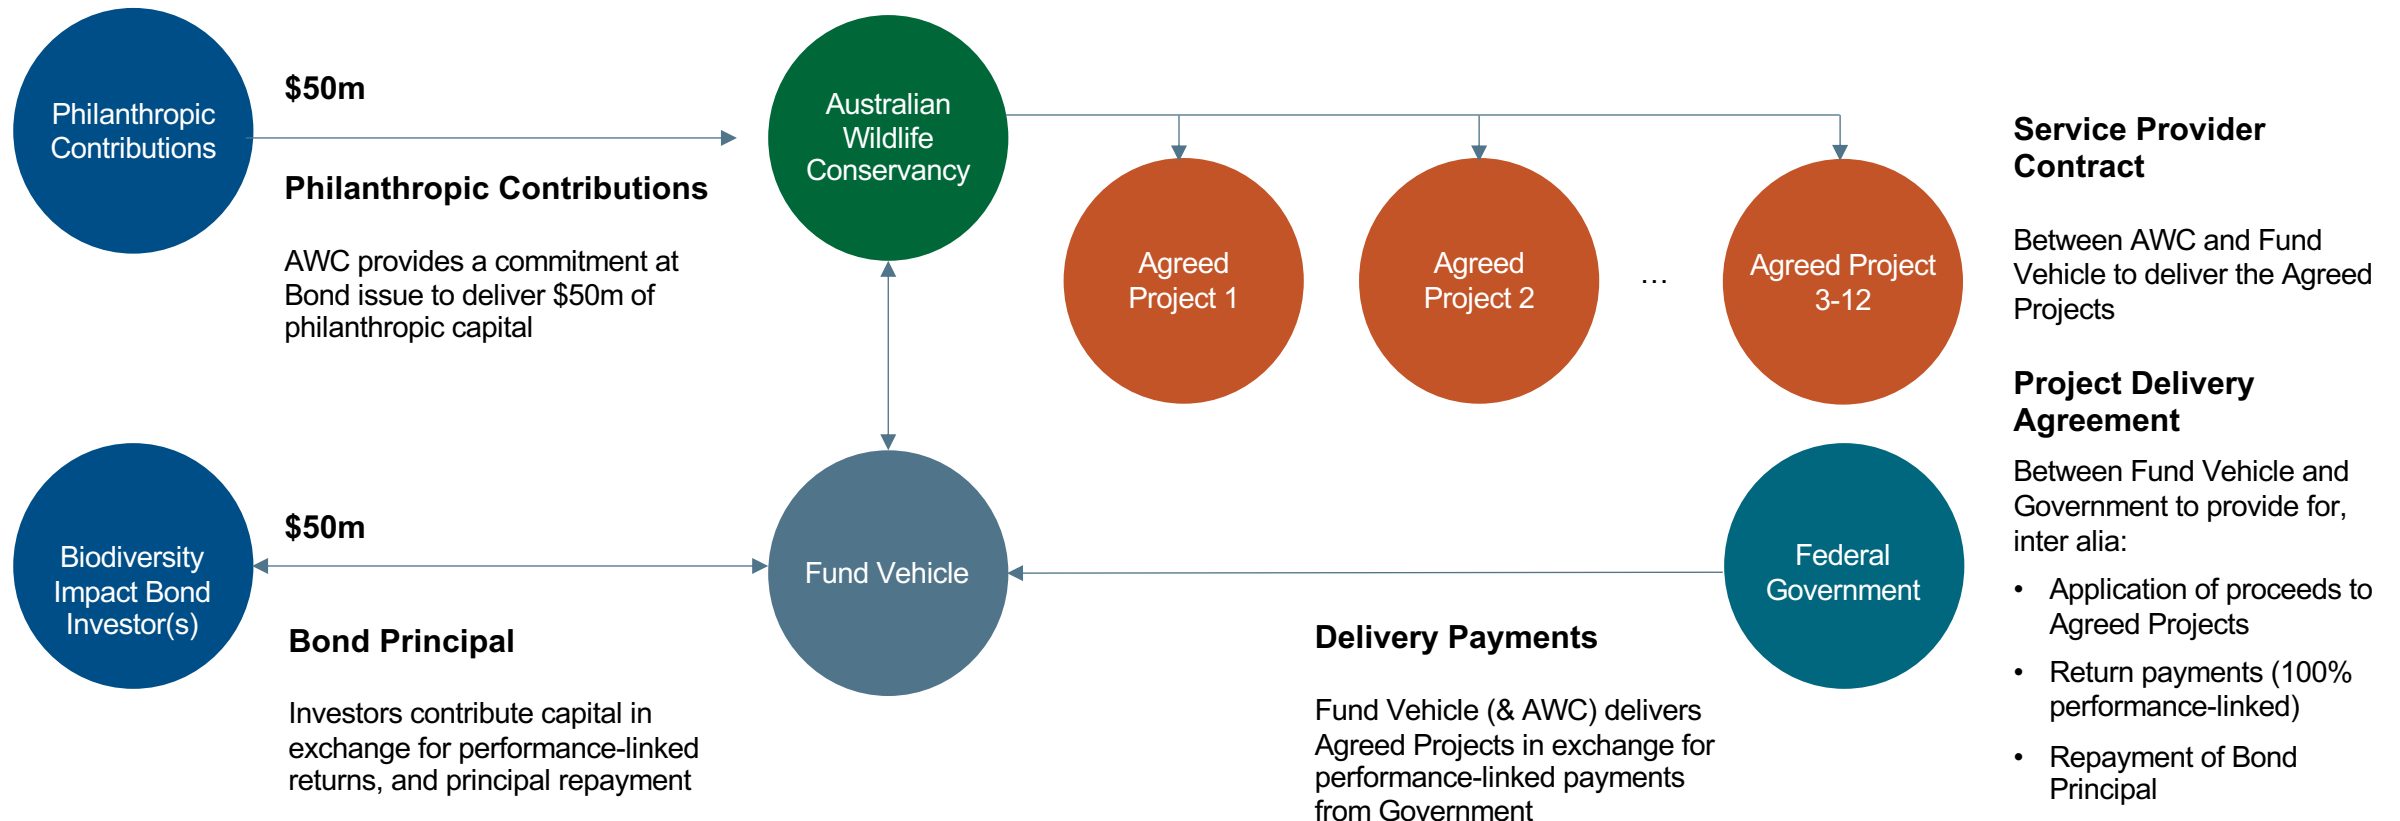 Philanthropic
Contributions
$50m
Philanthropic Contributions
AWC provides a commitment at
Bond issue to deliver $50m of
philanthropic capital
Australian
Wildlife
Conservancy
Agreed
Project 1
Agreed
Project 2
...
Agreed Project
3-12
Service Provider
Contract
Between AWC and Fund
Vehicle to deliver the Agreed
Projects
Biodiversity
Impact Bond
Investor(s)
$50m
Bond Principal
Investors contribute capital in
exchange for performance-linked
returns, and principal repayment
Fund Vehicle
Delivery Payments
Fund Vehicle (& AWC) delivers
Agreed Projects in exchange for
performance-linked payments
from Government
Federal
Government
Project Delivery
Agreement
Between Fund Vehicle and
Government to provide for,
inter alia:
• Application of proceeds to
Agreed Projects
• Return payments (100%
performance-linked)
• Repayment of Bond
Principal